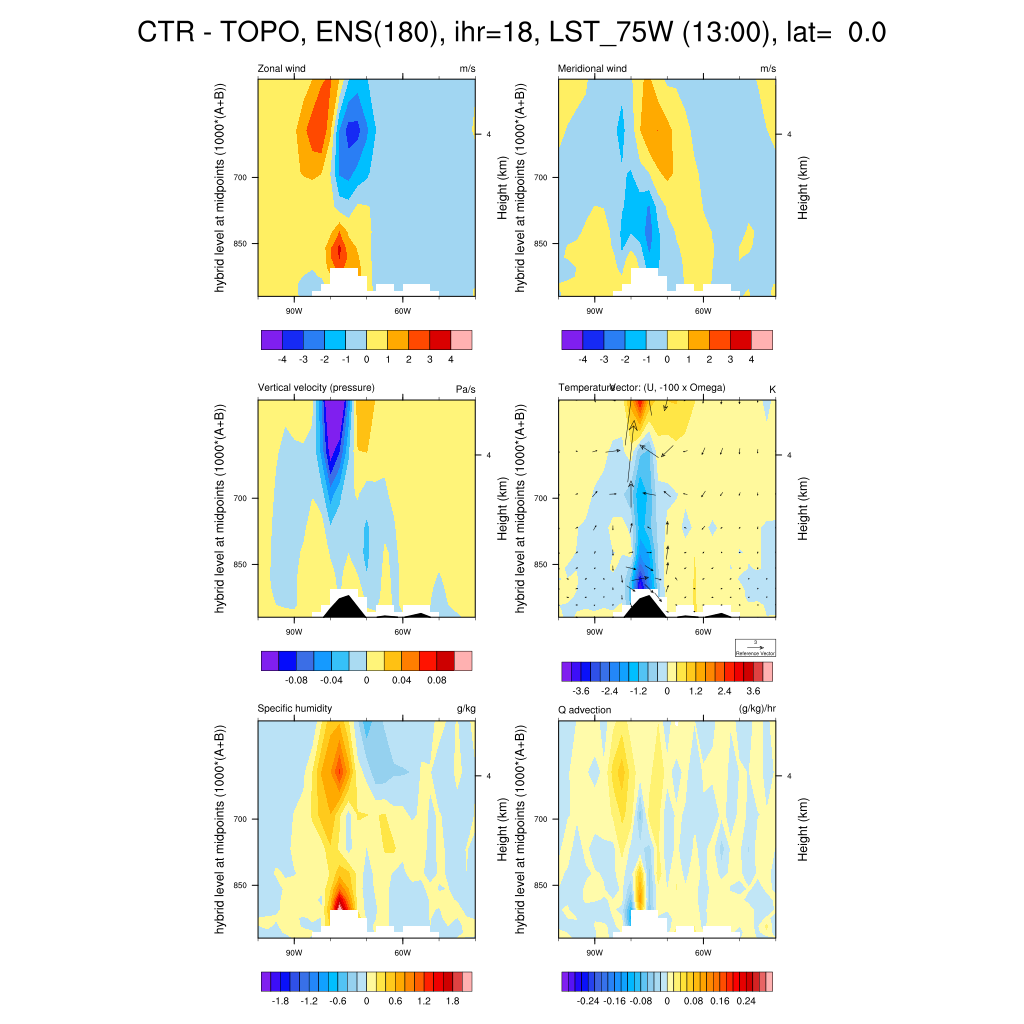 CTR - TOPO, ENS(180), ihr=18, LST_75W (13:00), lat= 0.0
Zonal wind m/s
hybrid level at midpoints (1000*(A+B))
700
850
4
Height (km)
90W 60W
-4 -3 -2 -1 0 1 2 3 4
Meridional wind m/s
hybrid level at midpoints (1000*(A+B))
700
850
4
Height (km)
90W 60W
-4 -3 -2 -1 0 1 2 3 4
Vertical velocity (pressure) Pa/s
hybrid level at midpoints (1000*(A+B))
700
850
4
Height (km)
90W 60W
-0.08 -0.04 0 0.04 0.08
Temperature Vector: (U, -100 x Omega) K
hybrid level at midpoints (1000*(A+B))
700
850
4
Height (km)
90W 60W
3
Reference Vector
-3.6 -2.4 -1.2 0 1.2 2.4 3.6
Specific humidity g/kg
hybrid level at midpoints (1000*(A+B))
700
850
4
Height (km)
90W 60W
-1.8 -1.2 -0.6 0 0.6 1.2 1.8
Q advection (g/kg)/hr
hybrid level at midpoints (1000*(A+B))
700
850
4
Height (km)
90W 60W
-0.24 -0.16 -0.08 0 0.08 0.16 0.24